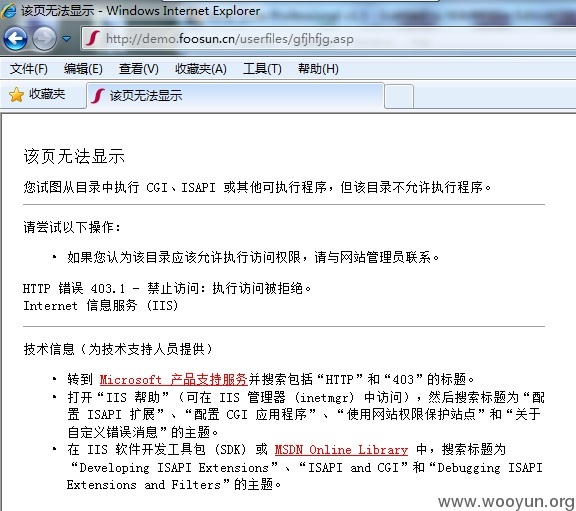 该页无法显示 - Windows Internet Explorer
http://demo.foosun.cn/userfiles/gfjhfjg.asp
文件(F) 编辑(E) 查看(V) 收藏夹(A) 工具(T) 帮助(H)
收藏夹 该页无法显示
该页无法显示
您试图从目录中执行 CGI、ISAPI 或其他可执行程序，但该目录不允许执行程序。
请尝试以下操作：
• 如果您认为该目录应该允许执行访问权限，请与网站管理员联系。
HTTP 错误 403.1 - 禁止访问：执行访问被拒绝。
Internet 信息服务 (IIS)
技术信息（为技术支持人员提供）
• 转到 Microsoft 产品支持服务并搜索包括“HTTP”和“403”的标题。
• 打开“IIS 帮助”（可在 IIS 管理器 (inetmgr) 中访问），然后搜索标题为“配
置 ISAPI 扩展”、“配置 CGI 应用程序”、“使用网站权限保护站点”和“关于
自定义错误消息”的主题。
• 在 IIS 软件开发工具包 (SDK) 或 MSDN Online Library 中，搜索标题为
“Developing ISAPI Extensions”、“ISAPI and CGI”和“Debugging ISAPI
Extensions and Filters”的主题。
www.wooyun.org